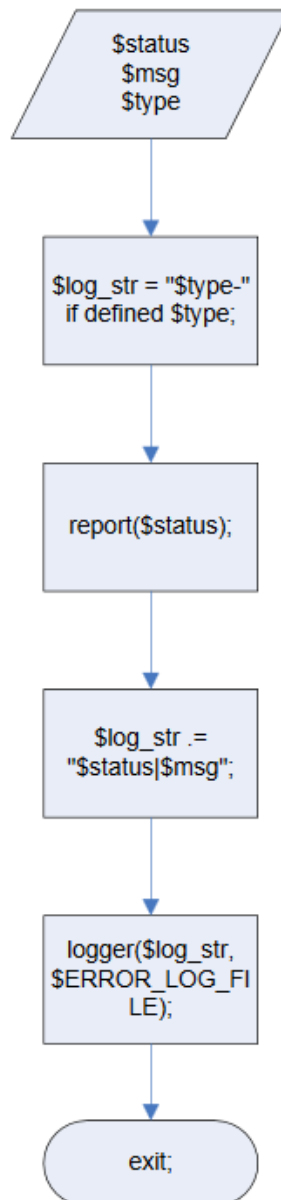 $status
$msg
$type
$log_str = "$type-"
if defined $type;
report($status);
$log_str .=
"$status|$msg";
logger($log_str,
$ERROR_LOG_FI
LE);
exit;